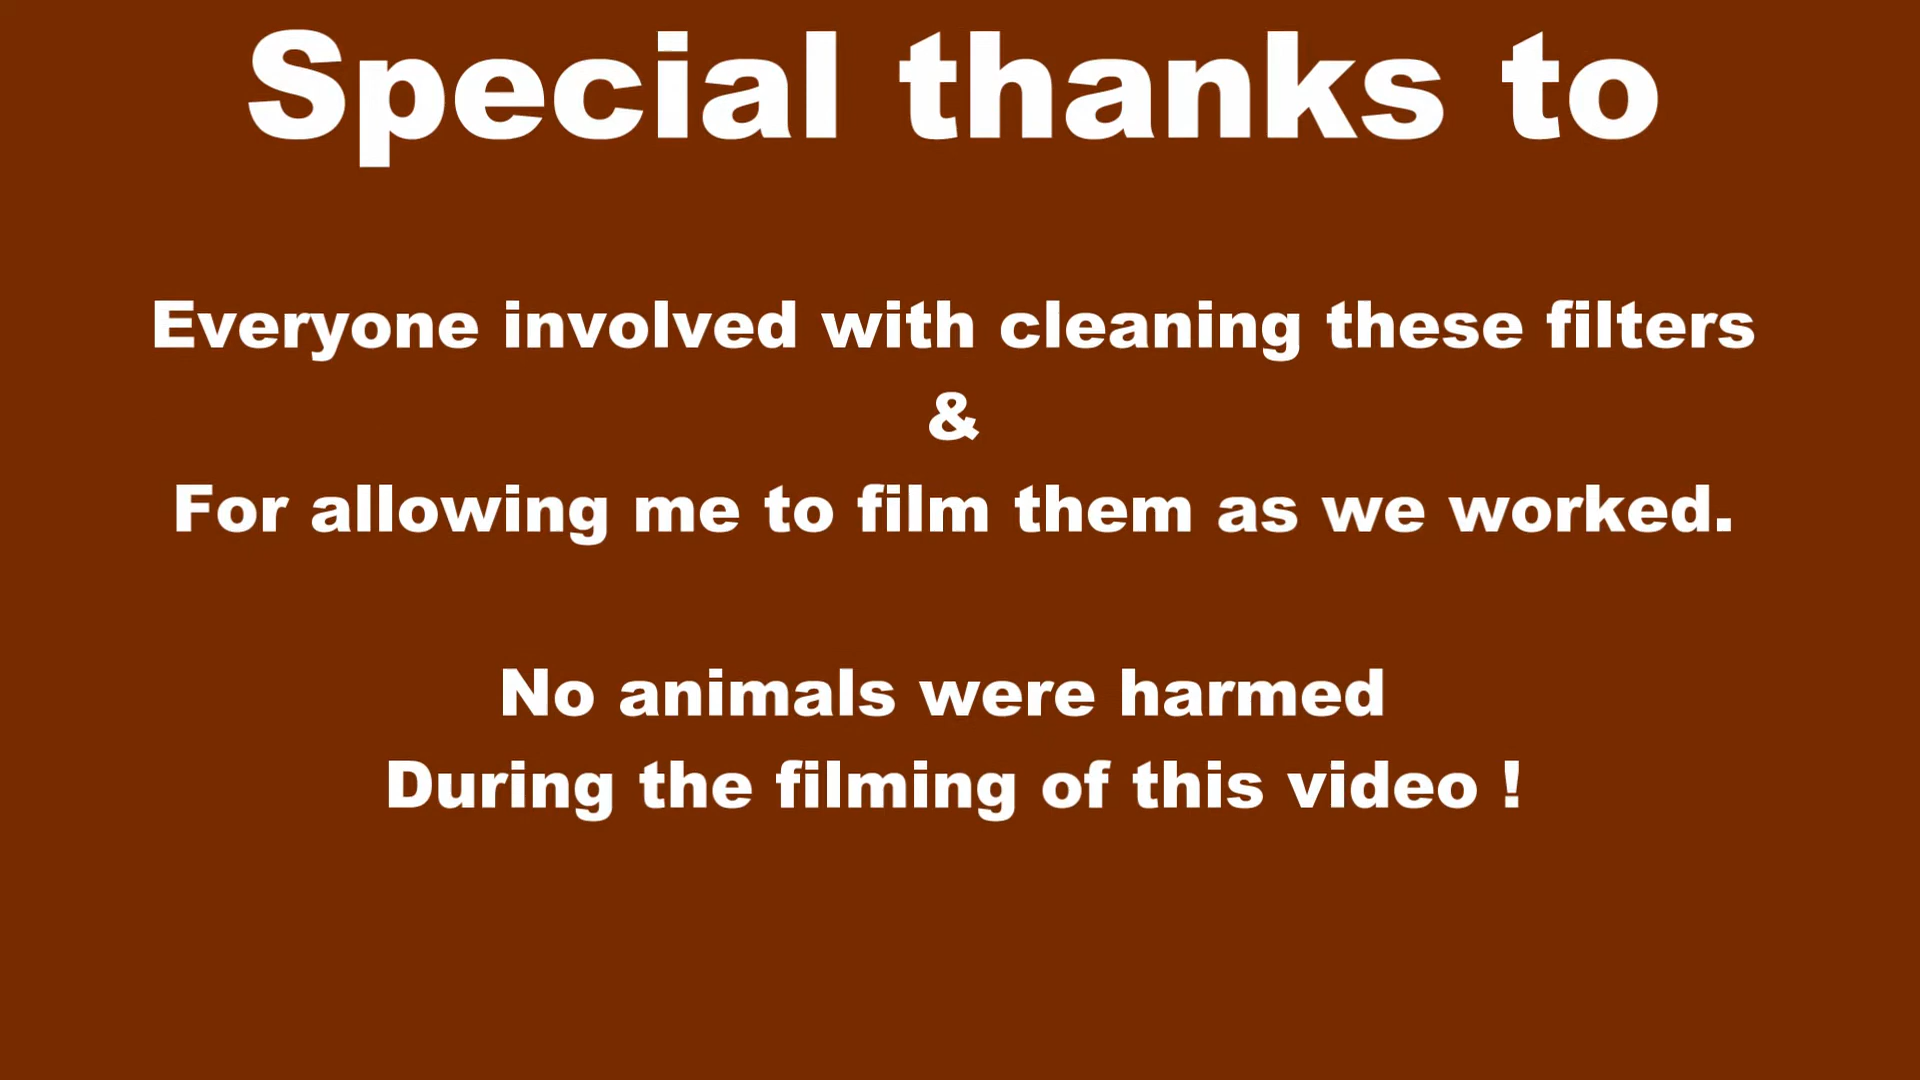 Special thanks to
Everyone involved with cleaning these filters
&
For allowing me to film them as we worked.
No animals were harmed
During the filming of this video !